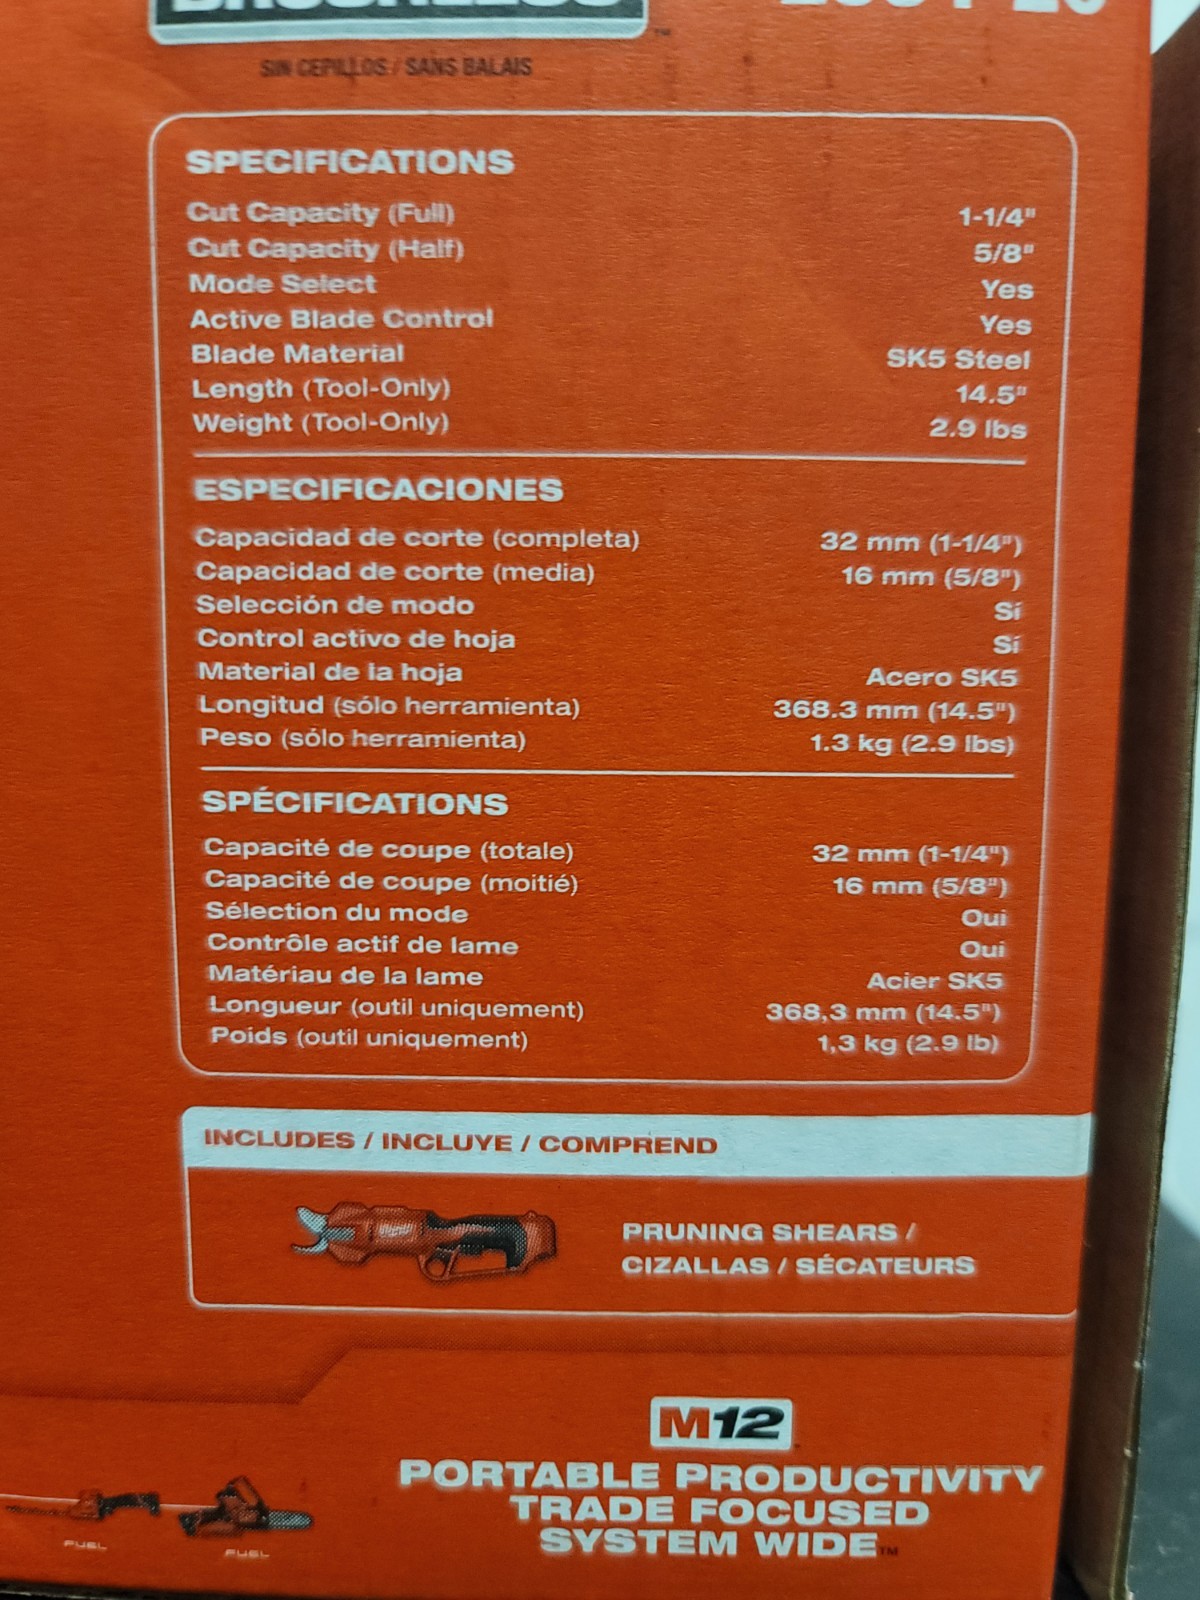 BRUSHLESS
™
SIN CEPILLOS / SANS BALAIS
SPECIFICATIONS
Cut Capacity (Full) 1-1/4"
Cut Capacity (Half) 5/8"
Mode Select Yes
Active Blade Control Yes
Blade Material SK5 Steel
Length (Tool-Only) 14.5"
Weight (Tool-Only) 2.9 lbs
ESPECIFICACIONES
Capacidad de corte (completa) 32 mm (1-1/4")
Capacidad de corte (media) 16 mm (5/8")
Selección de modo Sí
Control activo de hoja Sí
Material de la hoja Acero SK5
Longitud (sólo herramienta) 368.3 mm (14.5")
Peso (sólo herramienta) 1.3 kg (2.9 lbs)
SPÉCIFICATIONS
Capacité de coupe (totale) 32 mm (1-1/4")
Capacité de coupe (moitié) 16 mm (5/8")
Sélection du mode Oui
Contrôle actif de lame Oui
Matériau de la lame Acier SK5
Longueur (outil uniquement) 368,3 mm (14.5")
Poids (outil uniquement) 1,3 kg (2.9 lb)
INCLUDES / INCLUYE / COMPREND
PRUNING SHEARS /
CIZALLAS / SÉCATEURS
M12
PORTABLE PRODUCTIVITY
TRADE FOCUSED
SYSTEM WIDE™
FUEL
FUEL